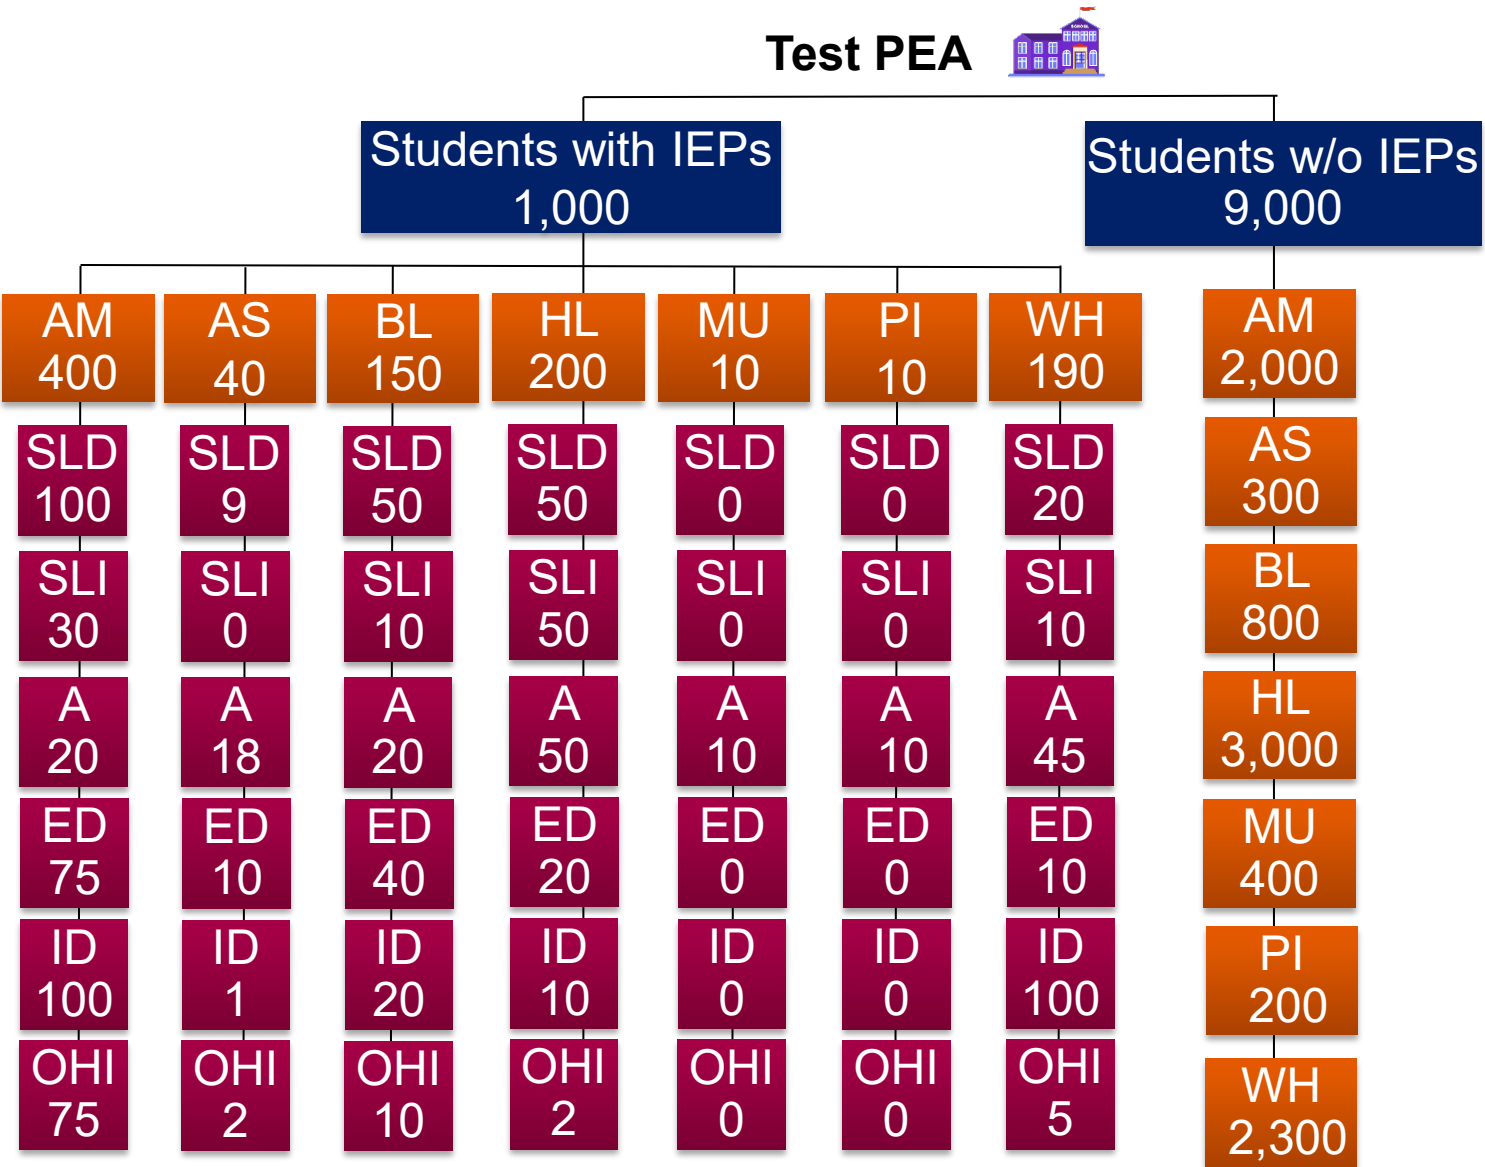 Test PEA
SCHOOL
Students with IEPs
1,000
Students w/o IEPs
9,000
AM
400
AS
40
BL
150
HL
200
MU
10
PI
10
WH
190
SLD
100
SLD
9
SLD
50
SLD
50
SLD
0
SLD
0
SLD
20
SLI
30
SLI
0
SLI
10
SLI
50
SLI
0
SLI
0
SLI
10
A
20
A
18
A
20
A
50
A
10
A
10
A
45
ED
75
ED
10
ED
40
ED
20
ED
0
ED
0
ED
10
ID
100
ID
1
ID
20
ID
10
ID
0
ID
0
ID
100
OHI
75
OHI
2
OHI
10
OHI
2
OHI
0
OHI
0
OHI
5
AM
2,000
AS
300
BL
800
HL
3,000
MU
400
PI
200
WH
2,300